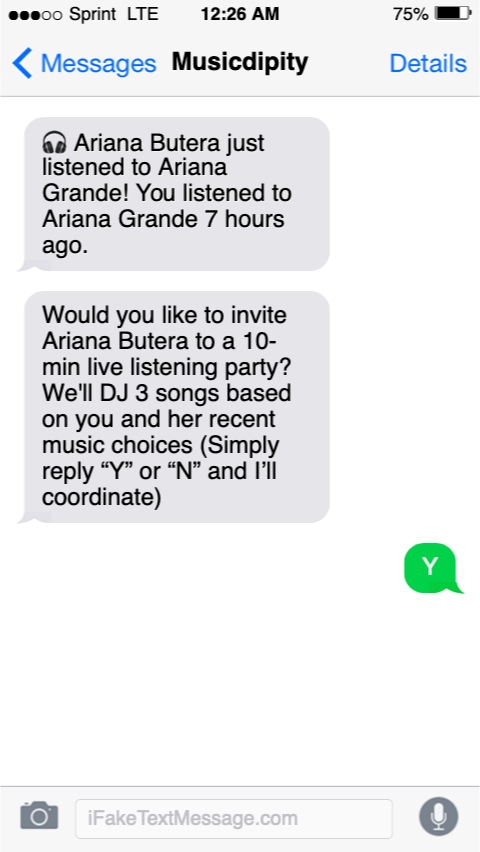 Sprint LTE 12:26 AM 75%
Messages Musicdipity Details
Ariana Butera just
listened to Ariana
Grande! You listened to
Ariana Grande 7 hours
ago.
Would you like to invite
Ariana Butera to a 10-
min live listening party?
We'll DJ 3 songs based
on you and her recent
music choices (Simply
reply “Y” or “N” and I’ll
coordinate)
Y
iFakeTextMessage.com